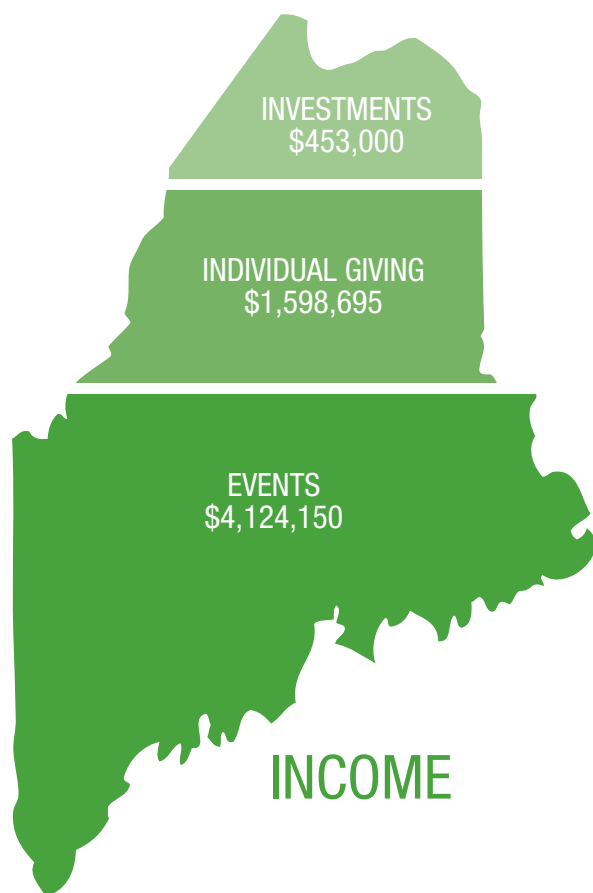 INVESTMENTS
$453,000
INDIVIDUAL GIVING
$1,598,695
EVENTS
$4,124,150
INCOME